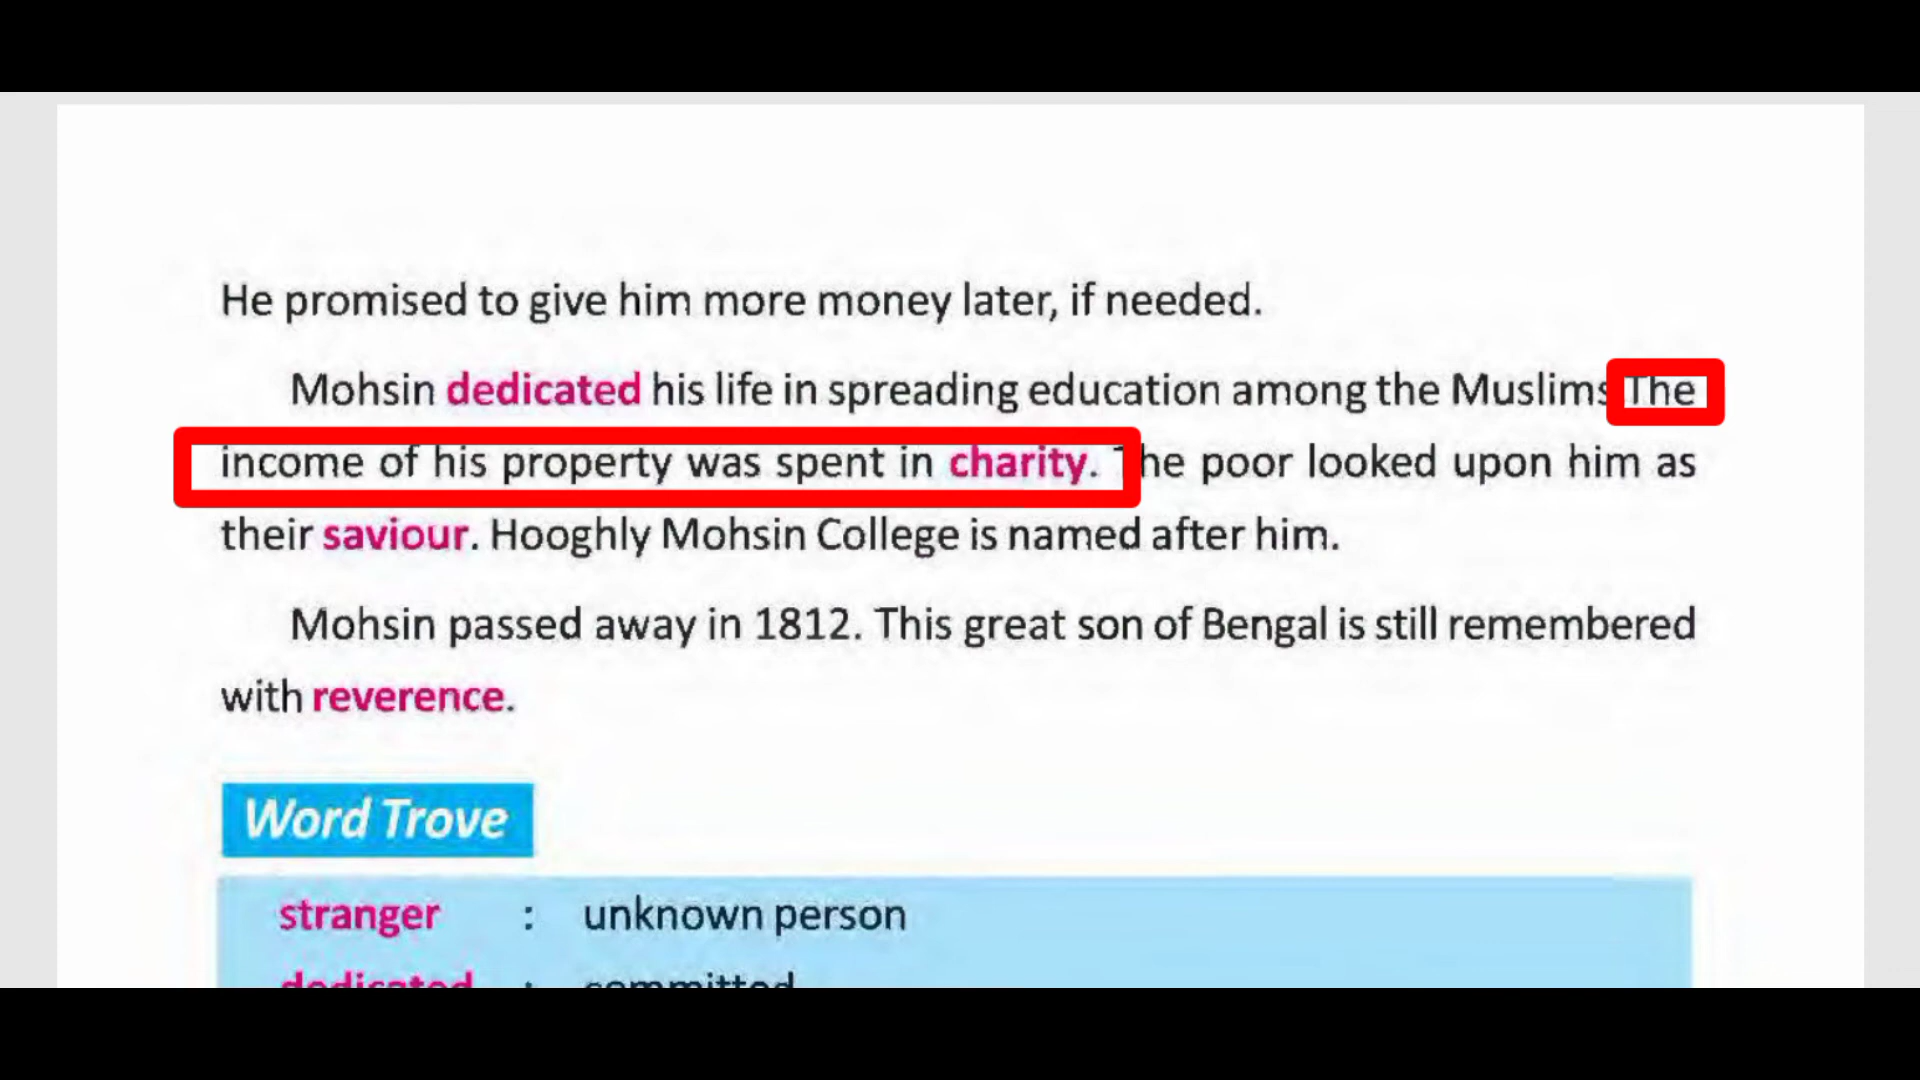 He promised to give him more money later, if needed.
Mohsin dedicated his life in spreading education among the Muslims The
income of his property was spent in charity. The poor looked upon him as
their saviour. Hooghly Mohsin College is named after him.
Mohsin passed away in 1812. This great son of Bengal is still remembered
with reverence.
Word Trove
stranger : unknown person
dedicated : committed